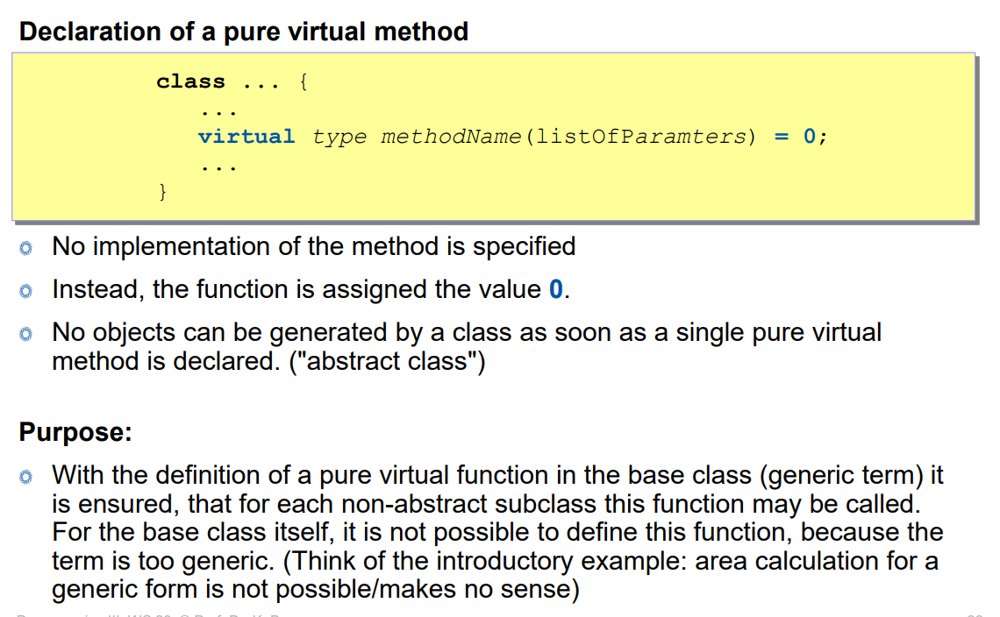 Declaration of a pure virtual method
class ... {
...
virtual type methodName(listOfParamters) = 0;
...
}
No implementation of the method is specified
Instead, the function is assigned the value 0.
No objects can be generated by a class as soon as a single pure virtual
method is declared. ("abstract class")
Purpose:
With the definition of a pure virtual function in the base class (generic term) it
is ensured, that for each non-abstract subclass this function may be called.
For the base class itself, it is not possible to define this function, because the
term is too generic. (Think of the introductory example: area calculation for a
generic form is not possible/makes no sense)